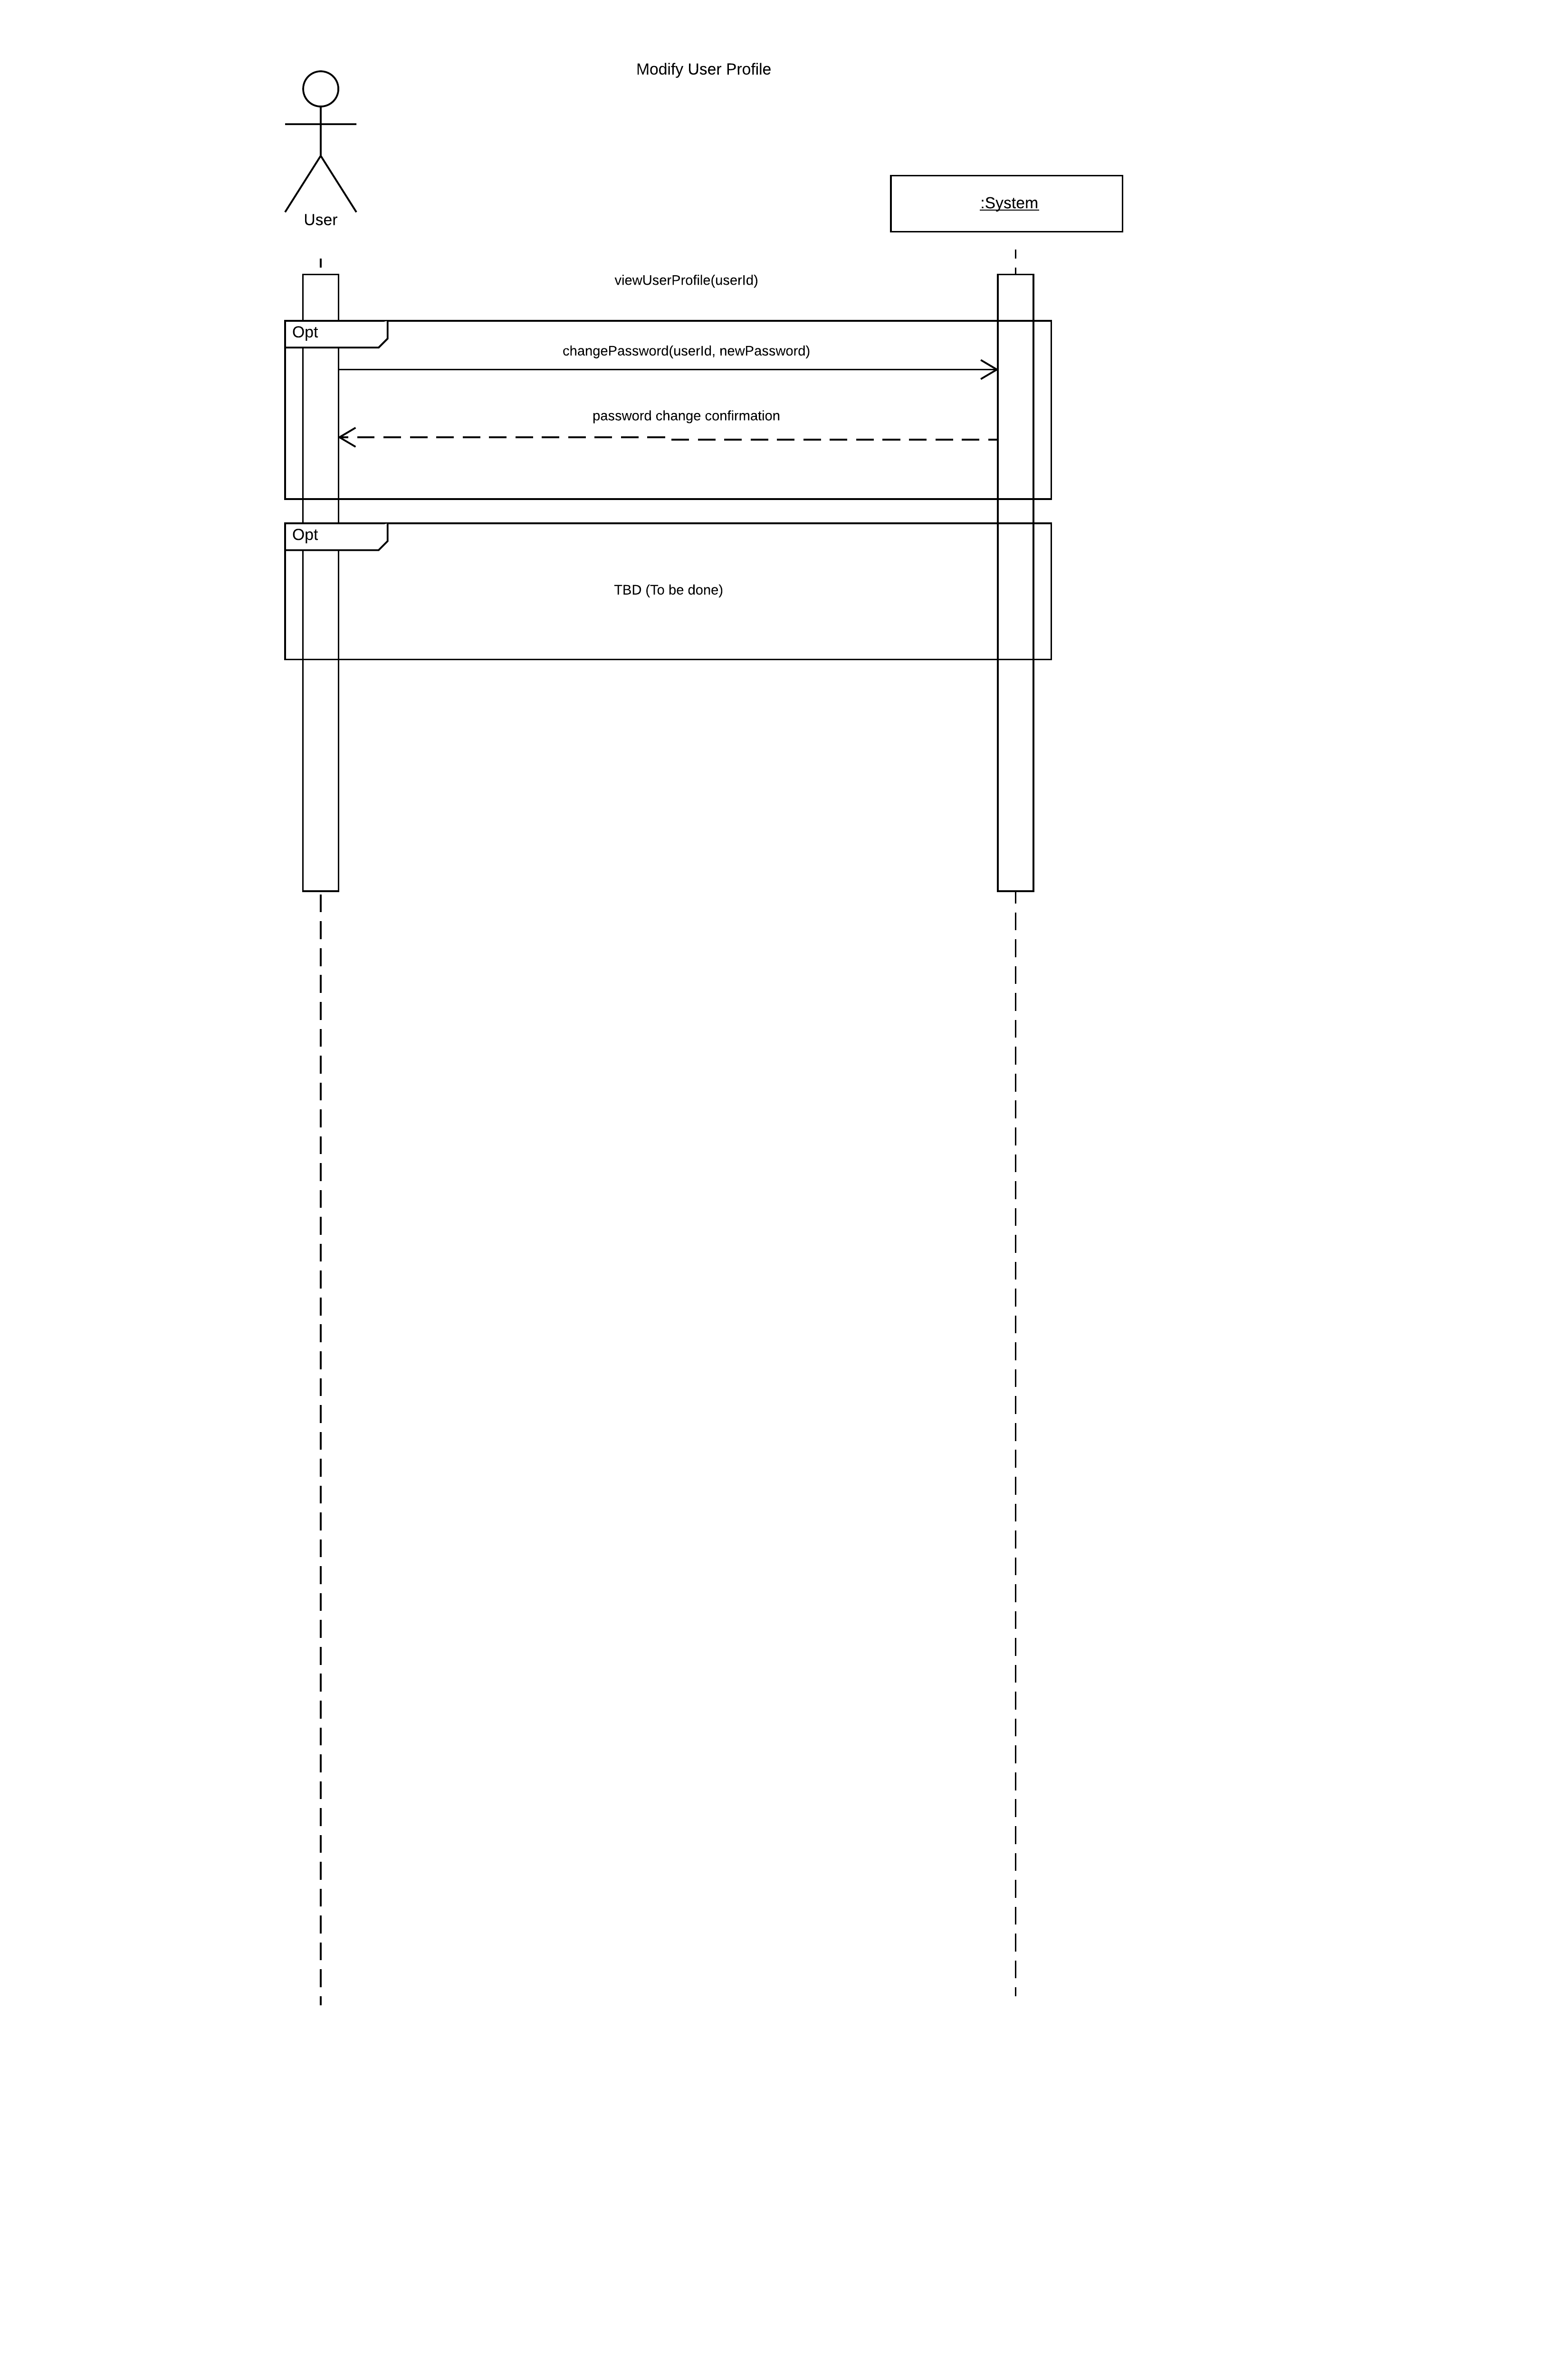 Modify User Profile
User
:System
viewUserProfile(userId)
Opt
changePassword(userId, newPassword)
password change confirmation
Opt
TBD (To be done)